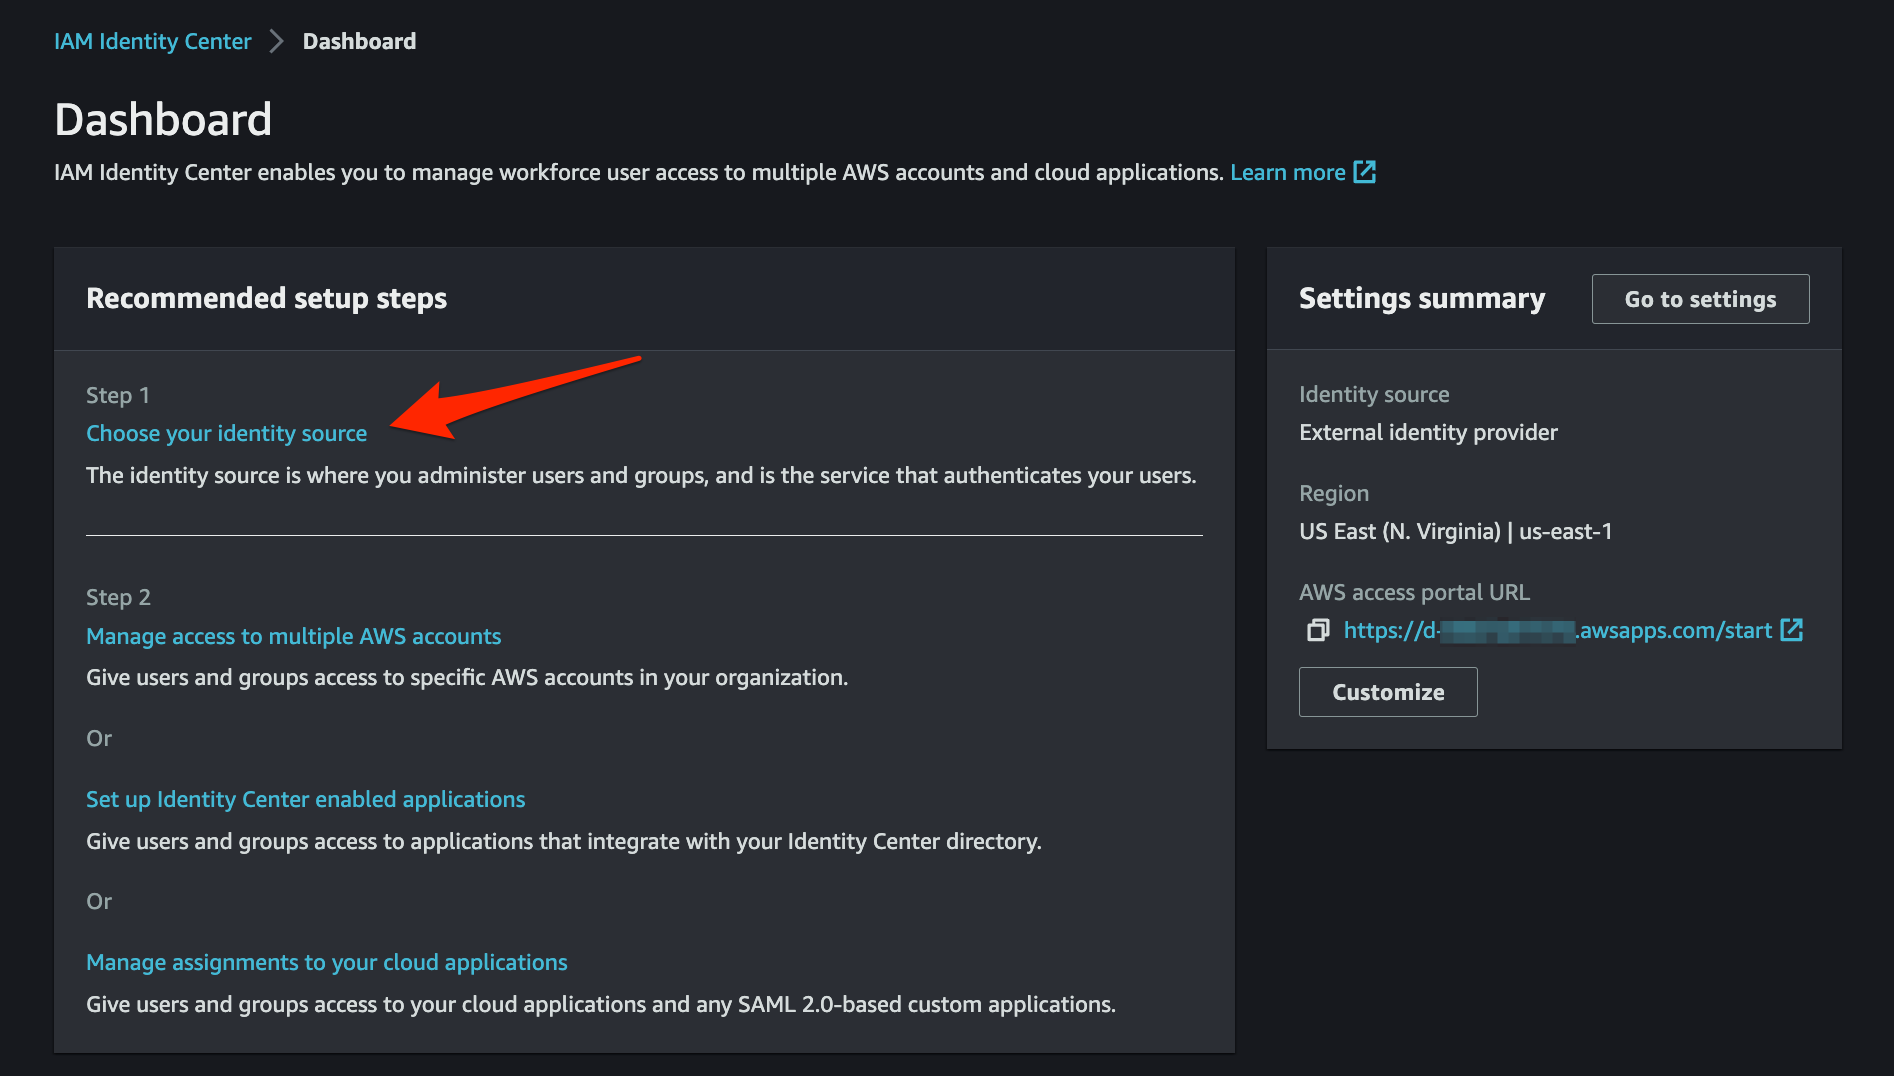 IAM Identity Center > Dashboard
Dashboard
IAM Identity Center enables you to manage workforce user access to multiple AWS accounts and cloud applications. Learn more
Recommended setup steps
Step 1
Choose your identity source
The identity source is where you administer users and groups, and is the service that authenticates your users.
Step 2
Manage access to multiple AWS accounts
Give users and groups access to specific AWS accounts in your organization.
Or
Set up Identity Center enabled applications
Give users and groups access to applications that integrate with your Identity Center directory.
Or
Manage assignments to your cloud applications
Give users and groups access to your cloud applications and any SAML 2.0-based custom applications.
Settings summary
Go to settings
Identity source
External identity provider
Region
US East (N. Virginia) | us-east-1
AWS access portal URL
https://d- .awsapps.com/start
Customize